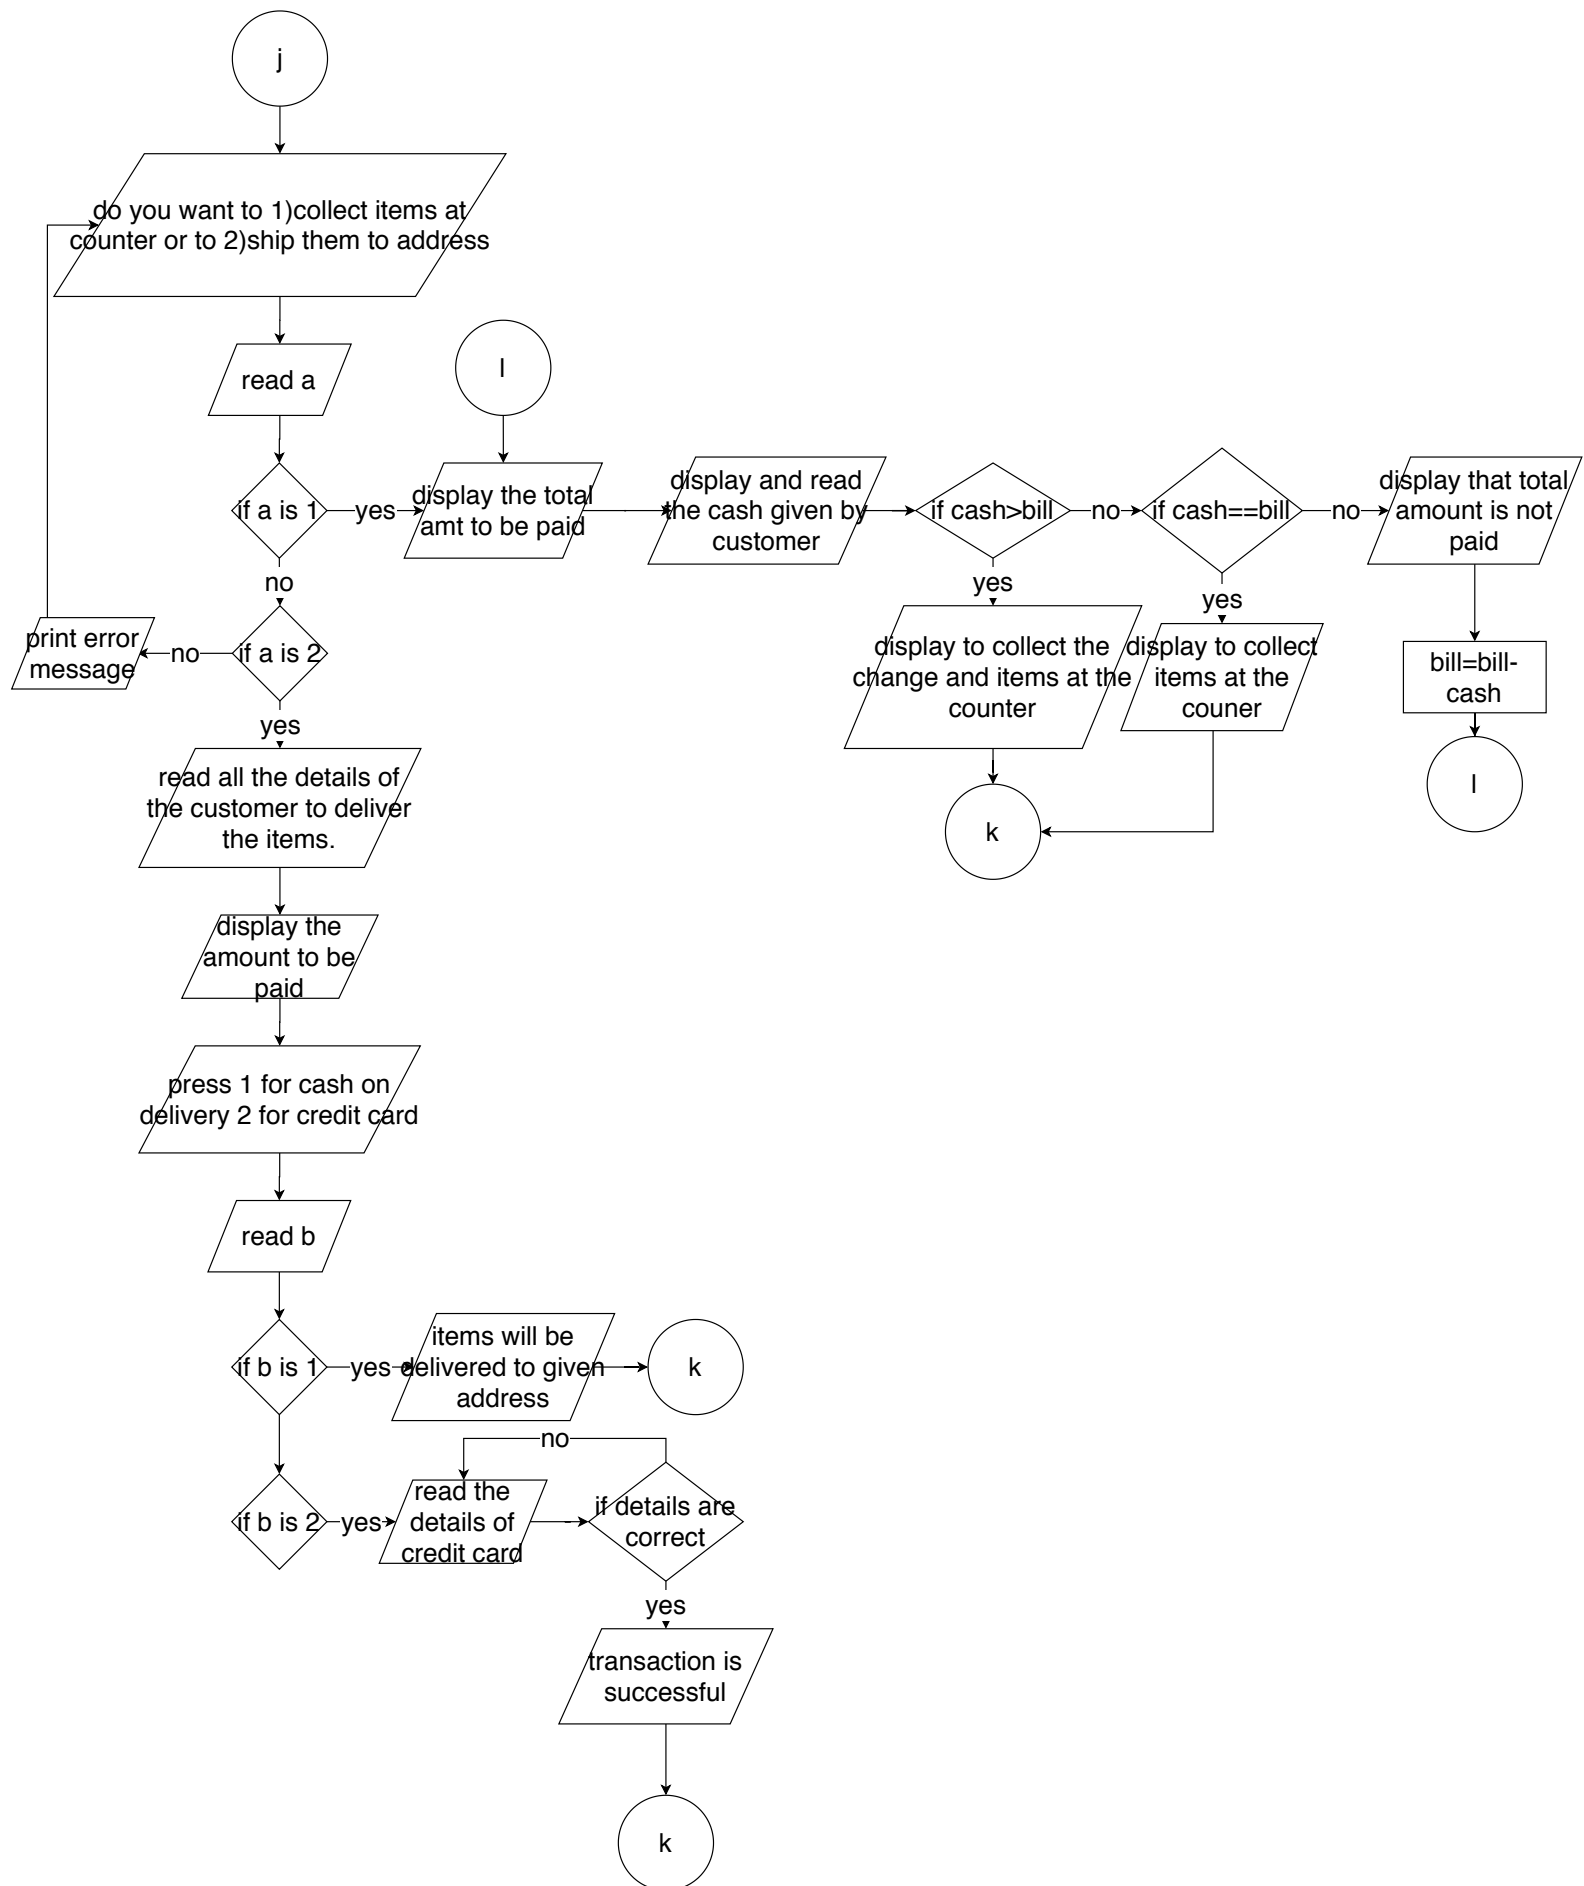 j
do you want to 1)collect items at
counter or to 2)ship them to address
read a
l
if a is 1
yes
display the total
amt to be paid
display and read
the cash given by
customer
if cash>bill
no
if cash==bill
no
display that total
amount is not
paid
no
yes
yes
print error
message
no
if a is 2
display to collect the
change and items at the
counter
display to collect
items at the
couner
bill=bill-
cash
yes
read all the details of
the customer to deliver
the items.
k
l
display the
amount to be
paid
press 1 for cash on
delivery 2 for credit card
read b
if b is 1
yes
items will be
delivered to given
address
k
no
if b is 2
yes
read the
details of
credit card
if details are
correct
yes
transaction is
successful
k